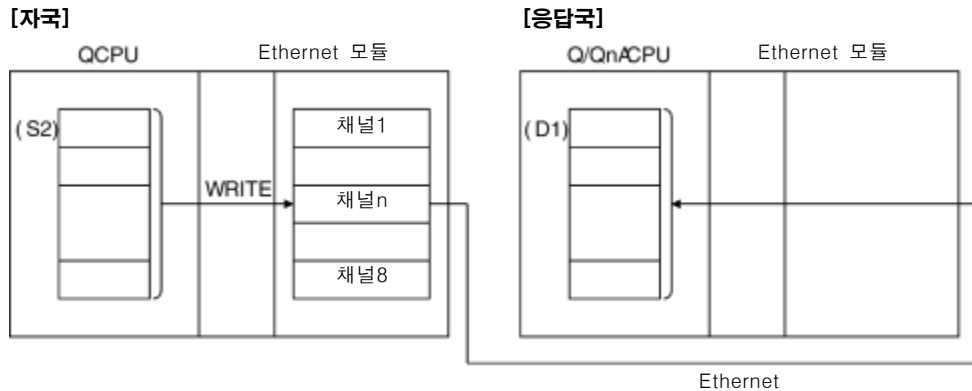 [자국]
[응답국]
QCPU
Ethernet 모듈
Q/QnACPU
Ethernet 모듈
(S2)
채널1
(D1)
WRITE
채널n
채널8
Ethernet